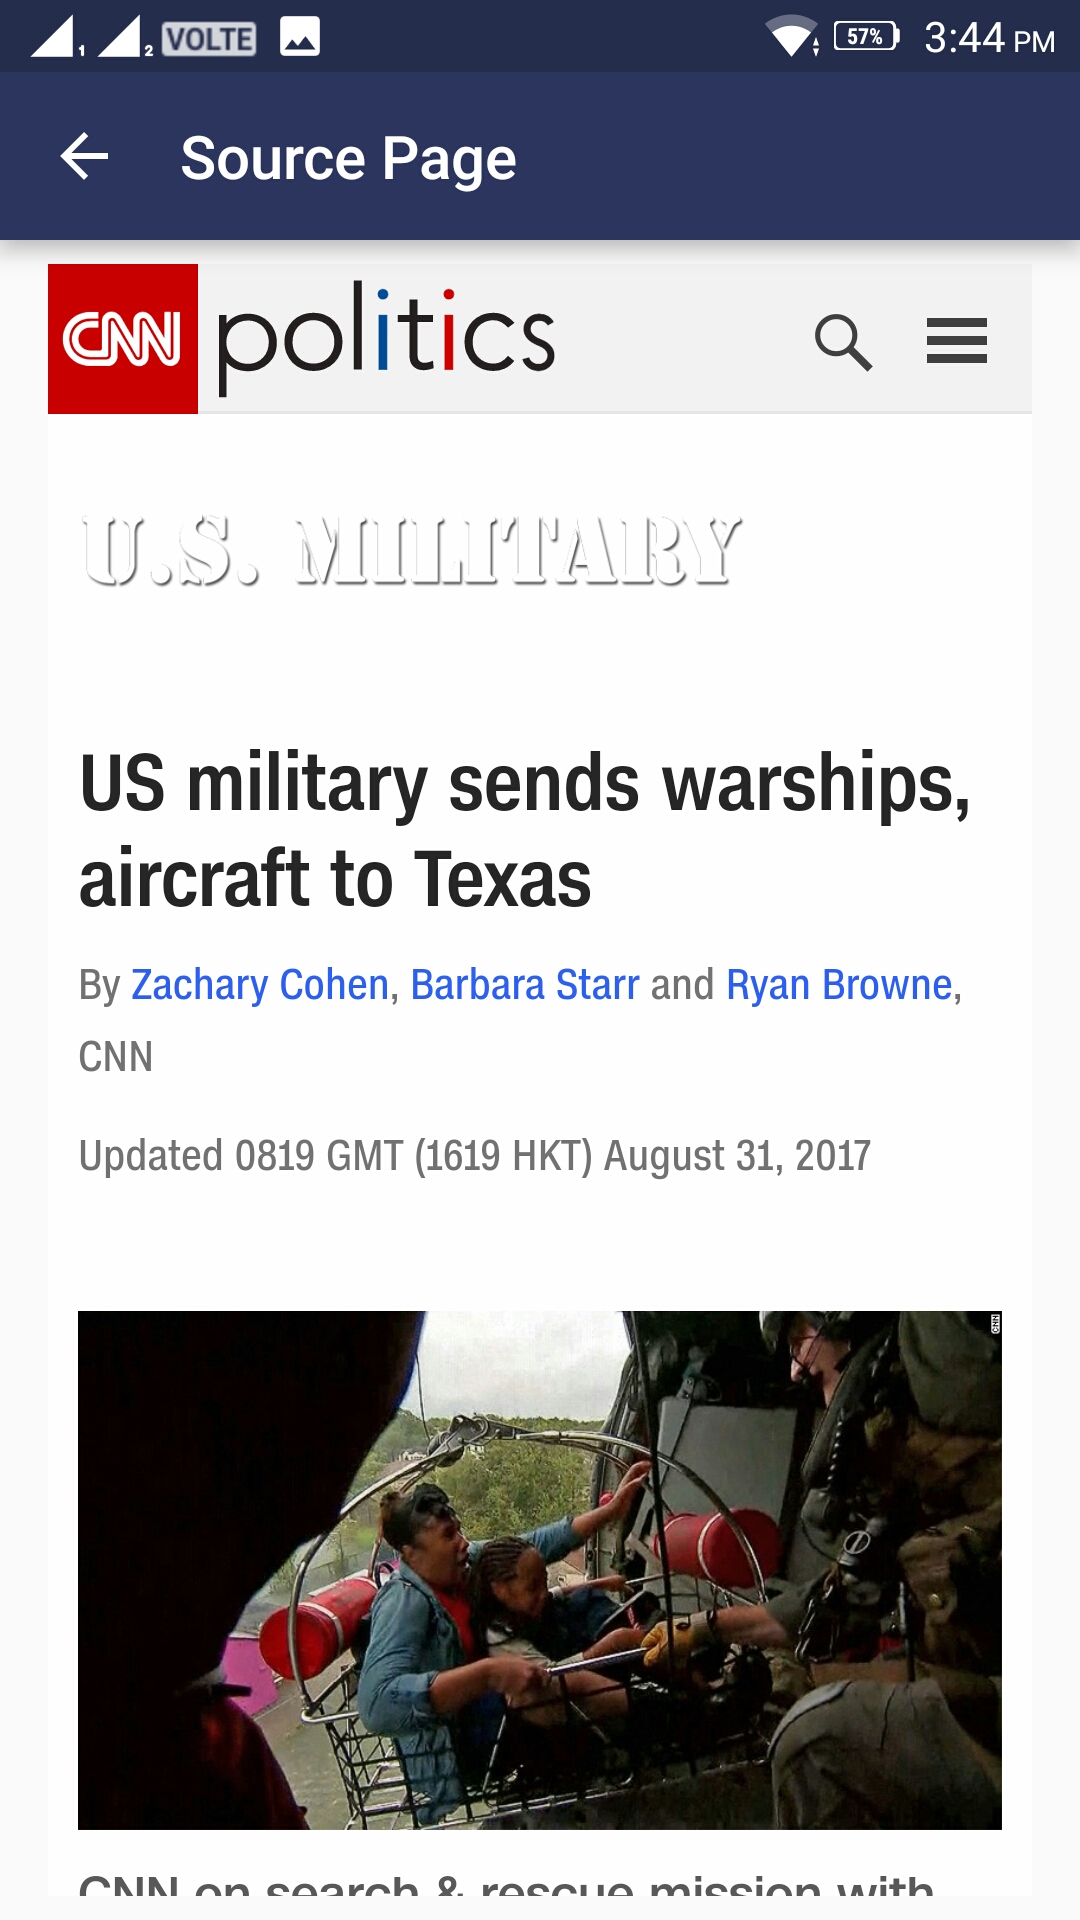 1 2 VOLTE 57% 3:44 PM
Source Page
CNN politics
U.S. MILITARY
US military sends warships,
aircraft to Texas
By Zachary Cohen, Barbara Starr and Ryan Browne,
CNN
Updated 0819 GMT (1619 HKT) August 31, 2017
CNN
CNN on search & rescue mission with